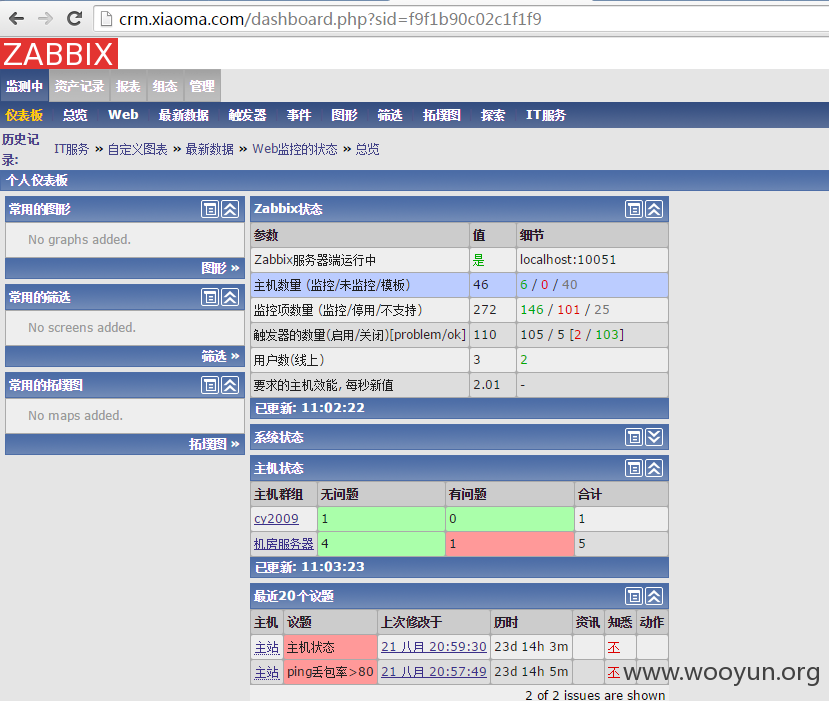 crm.xiaoma.com/dashboard.php?sid=f9f1b90c02c1f1f9
ZABBIX
监测中 资产记录 报表 组态 管理
仪表板 总览 Web 最新数据 触发器 事件 图形 筛选 拓墣图 探索 IT服务
历史记录: IT服务 » 自定义图表 » 最新数据 » Web监控的状态 » 总览
个人仪表板
常用的图形
No graphs added.
图形 »
常用的筛选
No screens added.
筛选 »
常用的拓墣图
No maps added.
拓墣图 »
Zabbix状态
参数 值 细节
Zabbix服务器端运行中 是 localhost:10051
主机数量 (监控/未监控/模板) 46 6 / 0 / 40
监控项数量 (监控/停用/不支持) 272 146 / 101 / 25
触发器的数量(启用/关闭)[problem/ok] 110 105 / 5 [2 / 103]
用户数(线上) 3 2
要求的主机效能, 每秒新值 2.01 -
已更新: 11:02:22
系统状态
主机状态
主机群组 无问题 有问题 合计
cy2009 1 0 1
机房服务器 4 1 5
已更新: 11:03:23
最近20个议题
主机 议题 上次修改于 历时 资讯 知悉 动作
主站 主机状态 21 八月 20:59:30 23d 14h 3m 不
主站 ping丢包率>80 21 八月 20:57:49 23d 14h 5m 不
2 of 2 issues are shown
www.wooyun.org